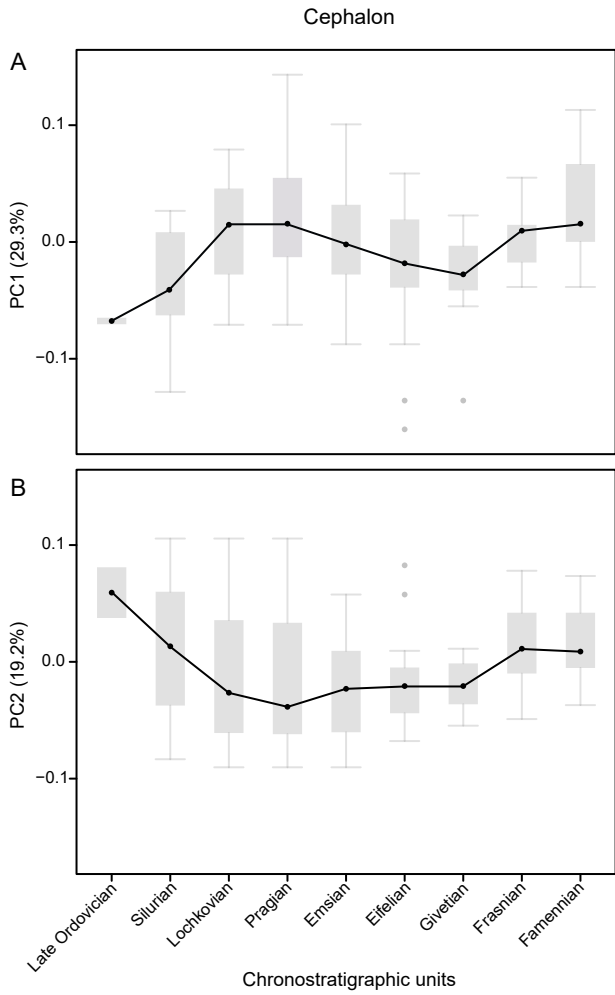 Cephalon
A
0.1
0.0
−0.1
PC1 (29.3%)
B
0.1
0.0
−0.1
PC2 (19.2%)
Late Ordovician
Silurian
Lochkovian
Pragian
Emsian
Eifelian
Givetian
Frasnian
Famennian
Chronostratigraphic units